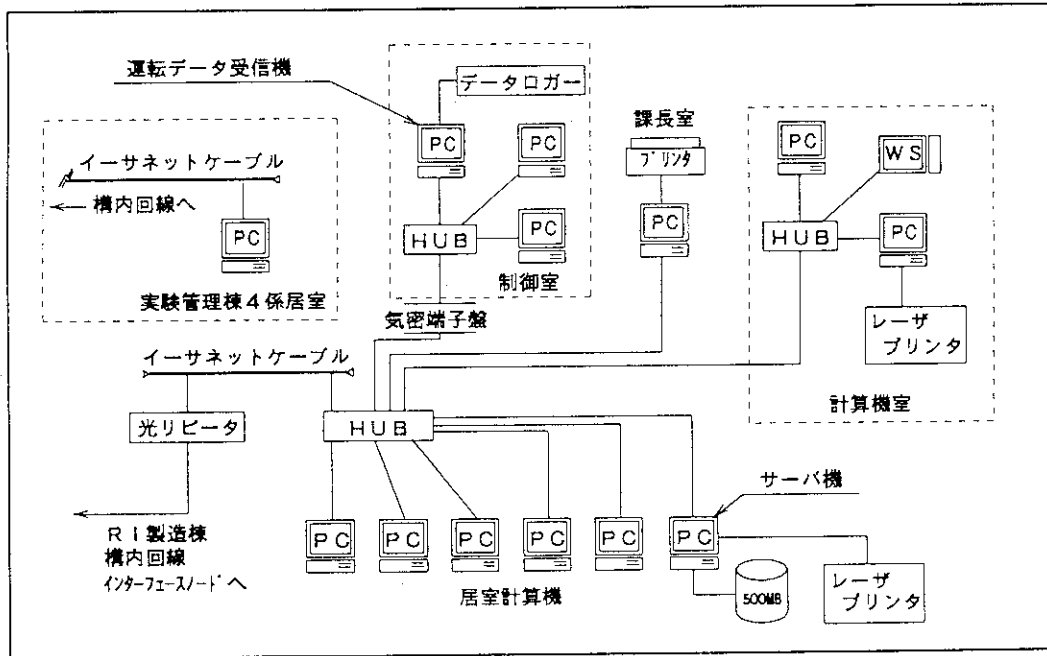 運転データ受信機
データロガー
PC
PC
HUB
PC
制御室
気密端子盤
イーサネットケーブル
構内回線へ
PC
実験管理棟4係居室
課長室
プリンタ
PC
PC
WS
HUB
PC
レーザ
プリンタ
計算機室
イーサネットケーブル
光リピータ
HUB
RI製造棟
構内回線
インターフェースノードへ
サーバ機
PC
PC
PC
PC
PC
PC
居室計算機
500MB
レーザ
プリンタ